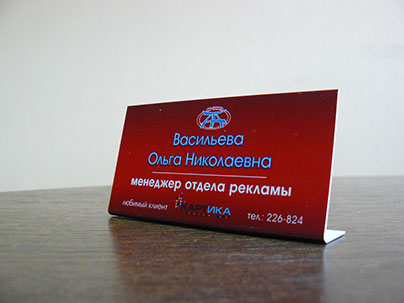 Васильева
Ольга Николаевна
менеджер отдела рекламы
любимый клиент
тел.: 226-824